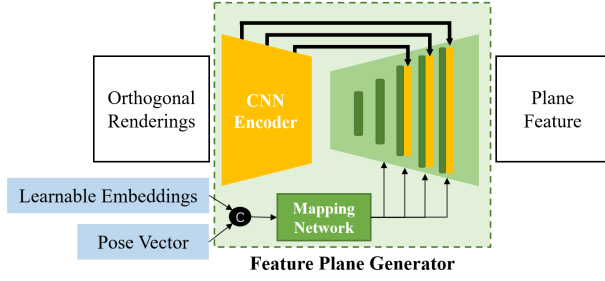 Orthogonal
Renderings
CNN
Encoder
Plane
Feature
Learnable Embeddings
C
Pose Vector
Mapping
Network
Feature Plane Generator